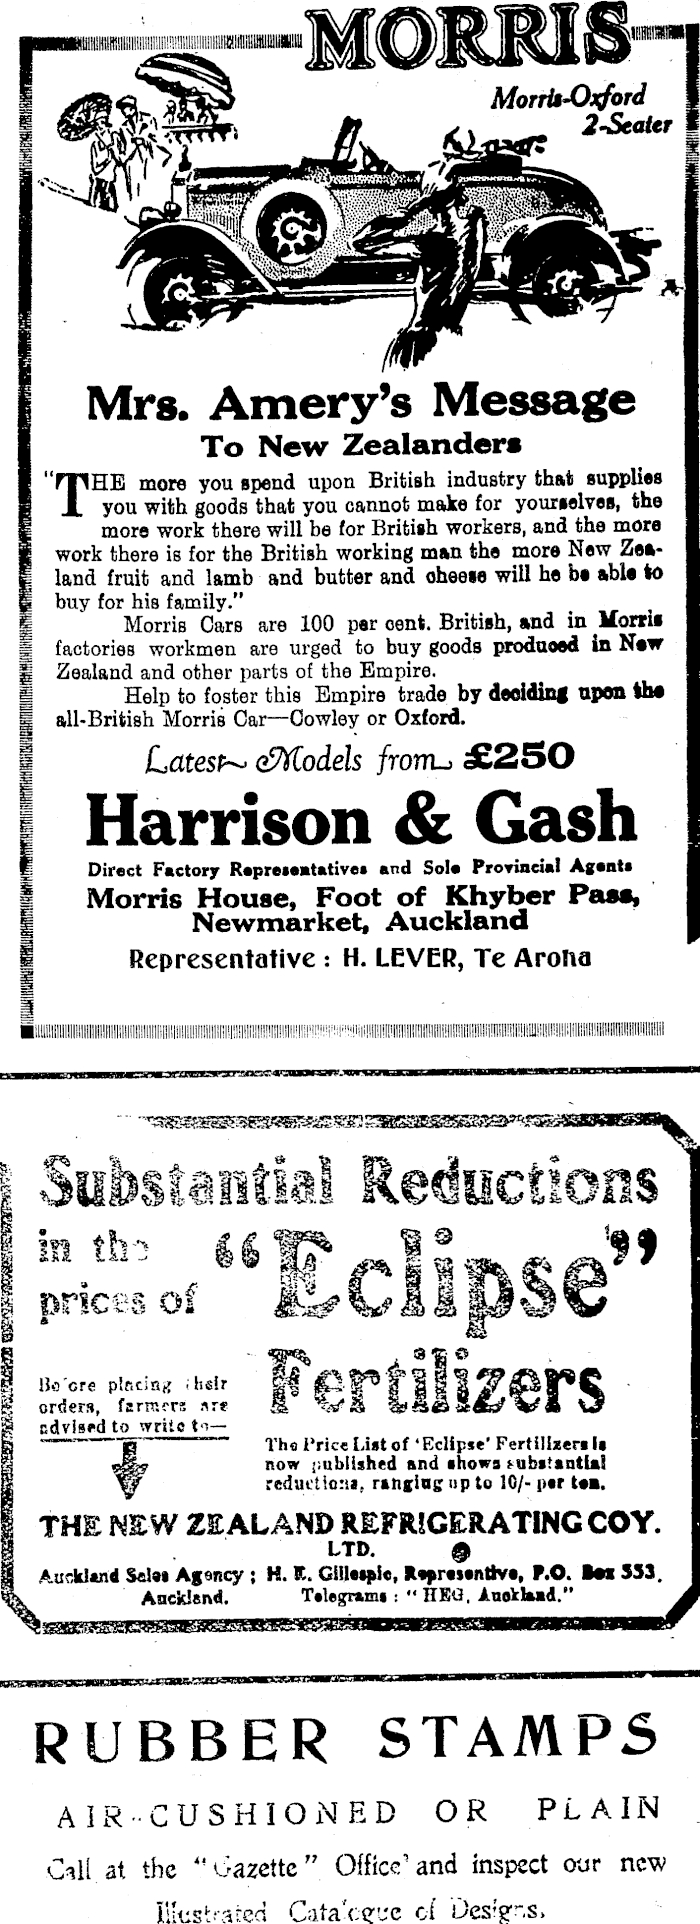 MORRIS
Morris-Oxford
2-Seater
Mrs. Amery's Message
To New Zealanders
"THE more you spend upon British industry that supplies
you with goods that you cannot make for yourselves, the
more work there will be for British workers, and the more
work there is for the British working man the more New Zea-
land fruit and lamb and butter and cheese will he be able to
buy for his family."
Morris Cars are 100 per cent. British, and in Morris
factories workmen are urged to buy goods produced in New
Zealand and other parts of the Empire.
Help to foster this Empire trade by deciding upon the
all-British Morris Car—Cowley or Oxford.
Latest Models from £250
Harrison & Gash
Direct Factory Representatives and Sole Provincial Agents
Morris House, Foot of Khyber Pass,
Newmarket, Auckland
Representative : H. LEVER, Te Aroha
Substantial Reductions
in the
prices of
"Eclipse"
Fertilizers
Before placing their
orders, farmers are
advised to write to—
The Price List of 'Eclipse' Fertilizers is
now published and shows substantial
reductions, ranging up to 10/- per ton.
THE NEW ZEALAND REFRIGERATING COY.
LTD.
Auckland Sales Agency ; H. E. Gillespie, Representive, P.O. Box 553,
Auckland. Telegrams : "HEG, Auckland."
RUBBER STAMPS
AIR-CUSHIONED OR PLAIN
Call at the "Gazette" Office and inspect our new
Illustrated Catalogue of Designs.